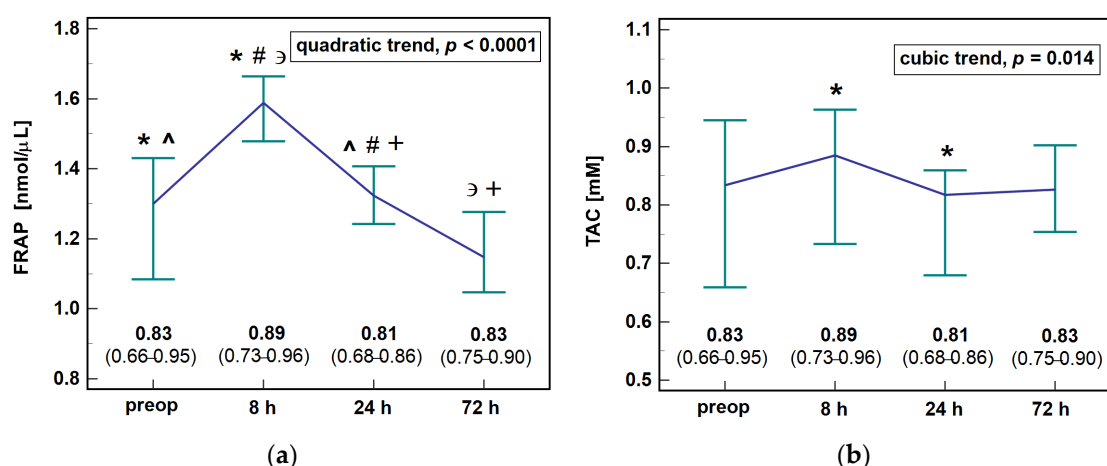 1.8
1.6
1.4
1.2
1.0
0.8
FRAP [nmol/µL]
quadratic trend, p < 0.0001
* ^
* # ϶
^ # +
϶ +
0.83 0.89 0.81 0.83
(0.66–0.95) (0.73–0.96) (0.68–0.86) (0.75–0.90)
preop 8 h 24 h 72 h
(a)
1.1
1.0
0.9
0.8
0.7
0.6
0.5
TAC [mM]
cubic trend, p = 0.014
*
*
0.83 0.89 0.81 0.83
(0.66–0.95) (0.73–0.96) (0.68–0.86) (0.75–0.90)
preop 8 h 24 h 72 h
(b)